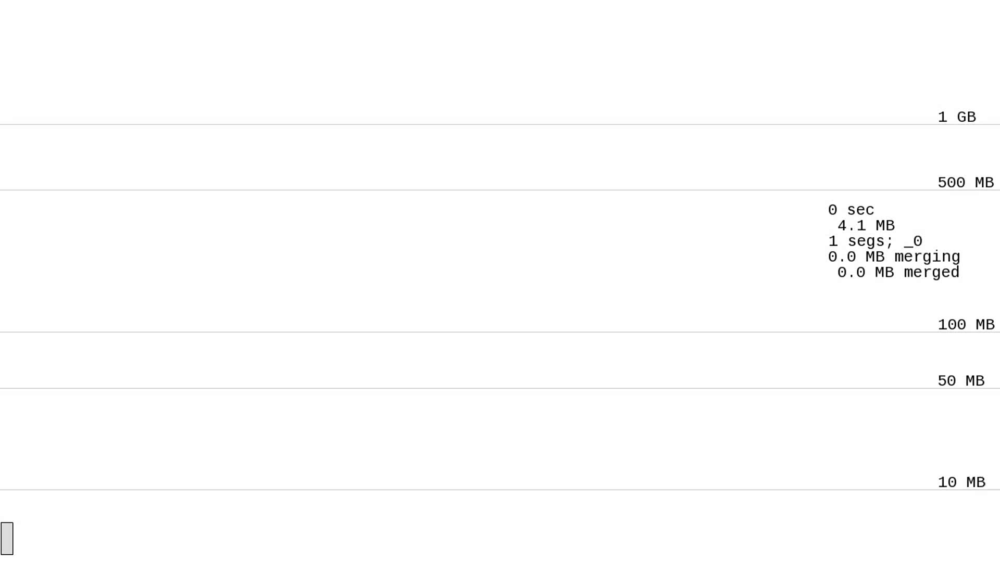 1 GB
500 MB
0 sec
4.1 MB
1 segs; _0
0.0 MB merging
0.0 MB merged
100 MB
50 MB
10 MB